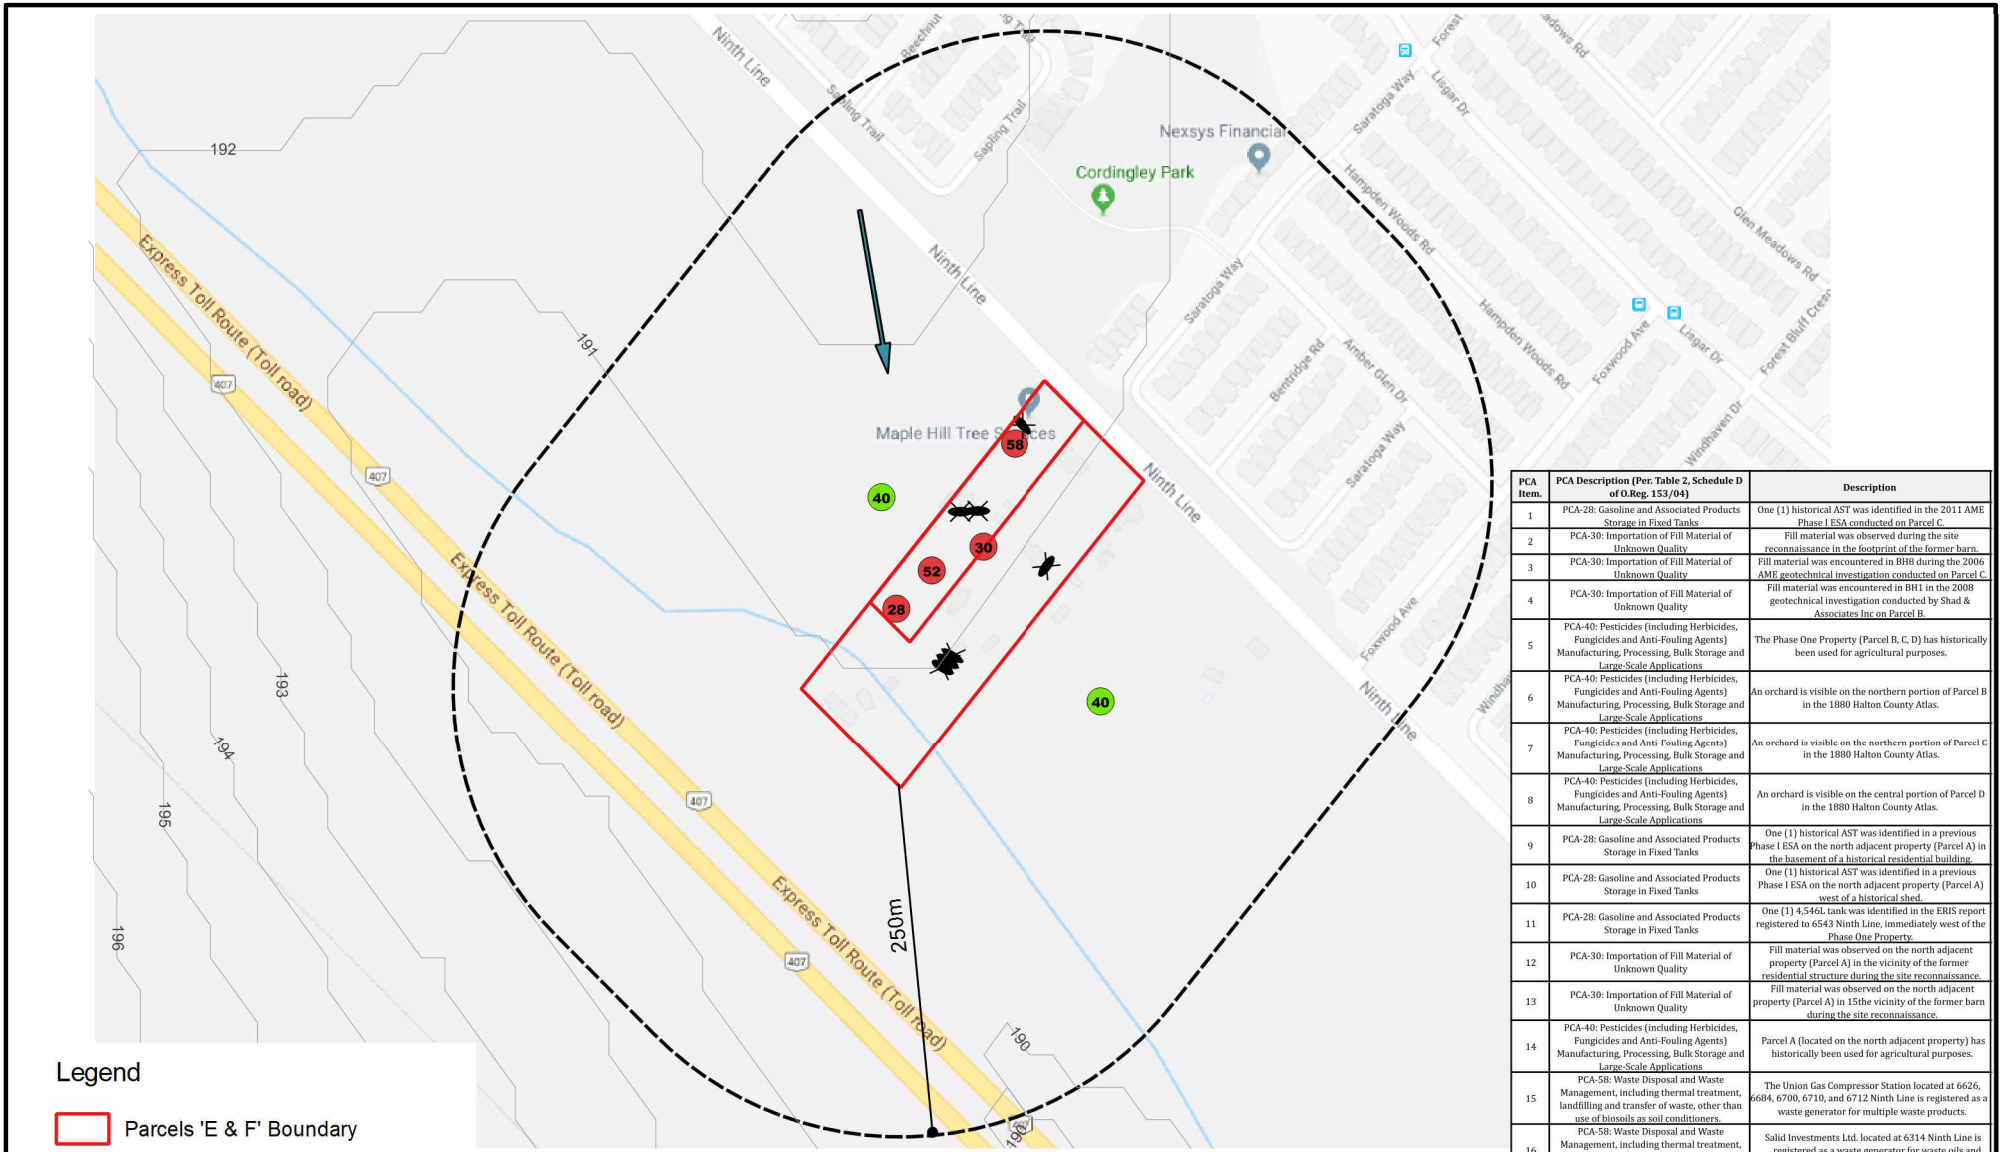 Ninth Line
Beechnut
Sapling Trail
Sapling Trail
Nexsys Financial
Cordingley Park
Saratoga Way
Lisgar Dr
Forest
adows Rd
Hampden Woods Rd
Glen Meadows Rd
192
Express Toll Route (Toll road)
Ninth Line
Saratoga Way
Hampden Woods Rd
Foxwood Ave
Lisgar Dr
Forest Bluff Cresc
191
407
Bentridge Rd
Amber Glen Dr
Maple Hill Tree S ces
58
Saratoga Way
Windhaven Dr
407
40
Ninth Line
30
52
28
Express Toll Route (Toll road)
Foxwood Ave
193
40
Ninth Line
Windha
194
407
195
Express Toll Route (Toll road)
250m
196
407
190
407
190
Legend
Parcels 'E & F' Boundary
PCA Item.
PCA Description (Per. Table 2, Schedule D
of O.Reg. 153/04)
Description
1
PCA-28: Gasoline and Associated Products
Storage in Fixed Tanks
One (1) historical AST was identified in the 2011 AME
Phase I ESA conducted on Parcel C.
2
PCA-30: Importation of Fill Material of
Unknown Quality
Fill material was observed during the site
reconnaissance in the footprint of the former barn.
3
PCA-30: Importation of Fill Material of
Unknown Quality
Fill material was encountered in BH8 during the 2006
AME geotechnical investigation conducted on Parcel C.
4
PCA-30: Importation of Fill Material of
Unknown Quality
Fill material was encountered in BH1 in the 2008
geotechnical investigation conducted by Shad &
Associates Inc on Parcel B.
5
PCA-40: Pesticides (including Herbicides,
Fungicides and Anti-Fouling Agents)
Manufacturing, Processing, Bulk Storage and
Large-Scale Applications
The Phase One Property (Parcel B, C, D) has historically
been used for agricultural purposes.
6
PCA-40: Pesticides (including Herbicides,
Fungicides and Anti-Fouling Agents)
Manufacturing, Processing, Bulk Storage and
Large-Scale Applications
An orchard is visible on the northern portion of Parcel B
in the 1880 Halton County Atlas.
7
PCA-40: Pesticides (including Herbicides,
Fungicides and Anti-Fouling Agents)
Manufacturing, Processing, Bulk Storage and
Large-Scale Applications
An orchard is visible on the northern portion of Parcel C
in the 1880 Halton County Atlas.
8
PCA-40: Pesticides (including Herbicides,
Fungicides and Anti-Fouling Agents)
Manufacturing, Processing, Bulk Storage and
Large-Scale Applications
An orchard is visible on the central portion of Parcel D
in the 1880 Halton County Atlas.
9
PCA-28: Gasoline and Associated Products
Storage in Fixed Tanks
One (1) historical AST was identified in a previous
Phase I ESA on the north adjacent property (Parcel A) in
the basement of a historical residential building.
10
PCA-28: Gasoline and Associated Products
Storage in Fixed Tanks
One (1) historical AST was identified in a previous
Phase I ESA on the north adjacent property (Parcel A)
west of a historical shed.
11
PCA-28: Gasoline and Associated Products
Storage in Fixed Tanks
One (1) 4,546L tank was identified in the ERIS report
registered to 6543 Ninth Line, immediately west of the
Phase One Property.
12
PCA-30: Importation of Fill Material of
Unknown Quality
Fill material was observed on the north adjacent
property (Parcel A) in the vicinity of the former
residential structure during the site reconnaissance.
13
PCA-30: Importation of Fill Material of
Unknown Quality
Fill material was observed on the north adjacent
property (Parcel A) in 15the vicinity of the former barn
during the site reconnaissance.
14
PCA-40: Pesticides (including Herbicides,
Fungicides and Anti-Fouling Agents)
Manufacturing, Processing, Bulk Storage and
Large-Scale Applications
Parcel A (located on the north adjacent property) has
historically been used for agricultural purposes.
15
PCA-58: Waste Disposal and Waste
Management, including thermal treatment,
landfilling and transfer of waste, other than
use of biosoils as soil conditioners.
The Union Gas Compressor Station located at 6626,
6684, 6700, 6710, and 6712 Ninth Line is registered as a
waste generator for multiple waste products.
16
PCA-58: Waste Disposal and Waste
Management, including thermal treatment,
Salid Investments Ltd. located at 6314 Ninth Line is
registered as a waste generator for waste oils and